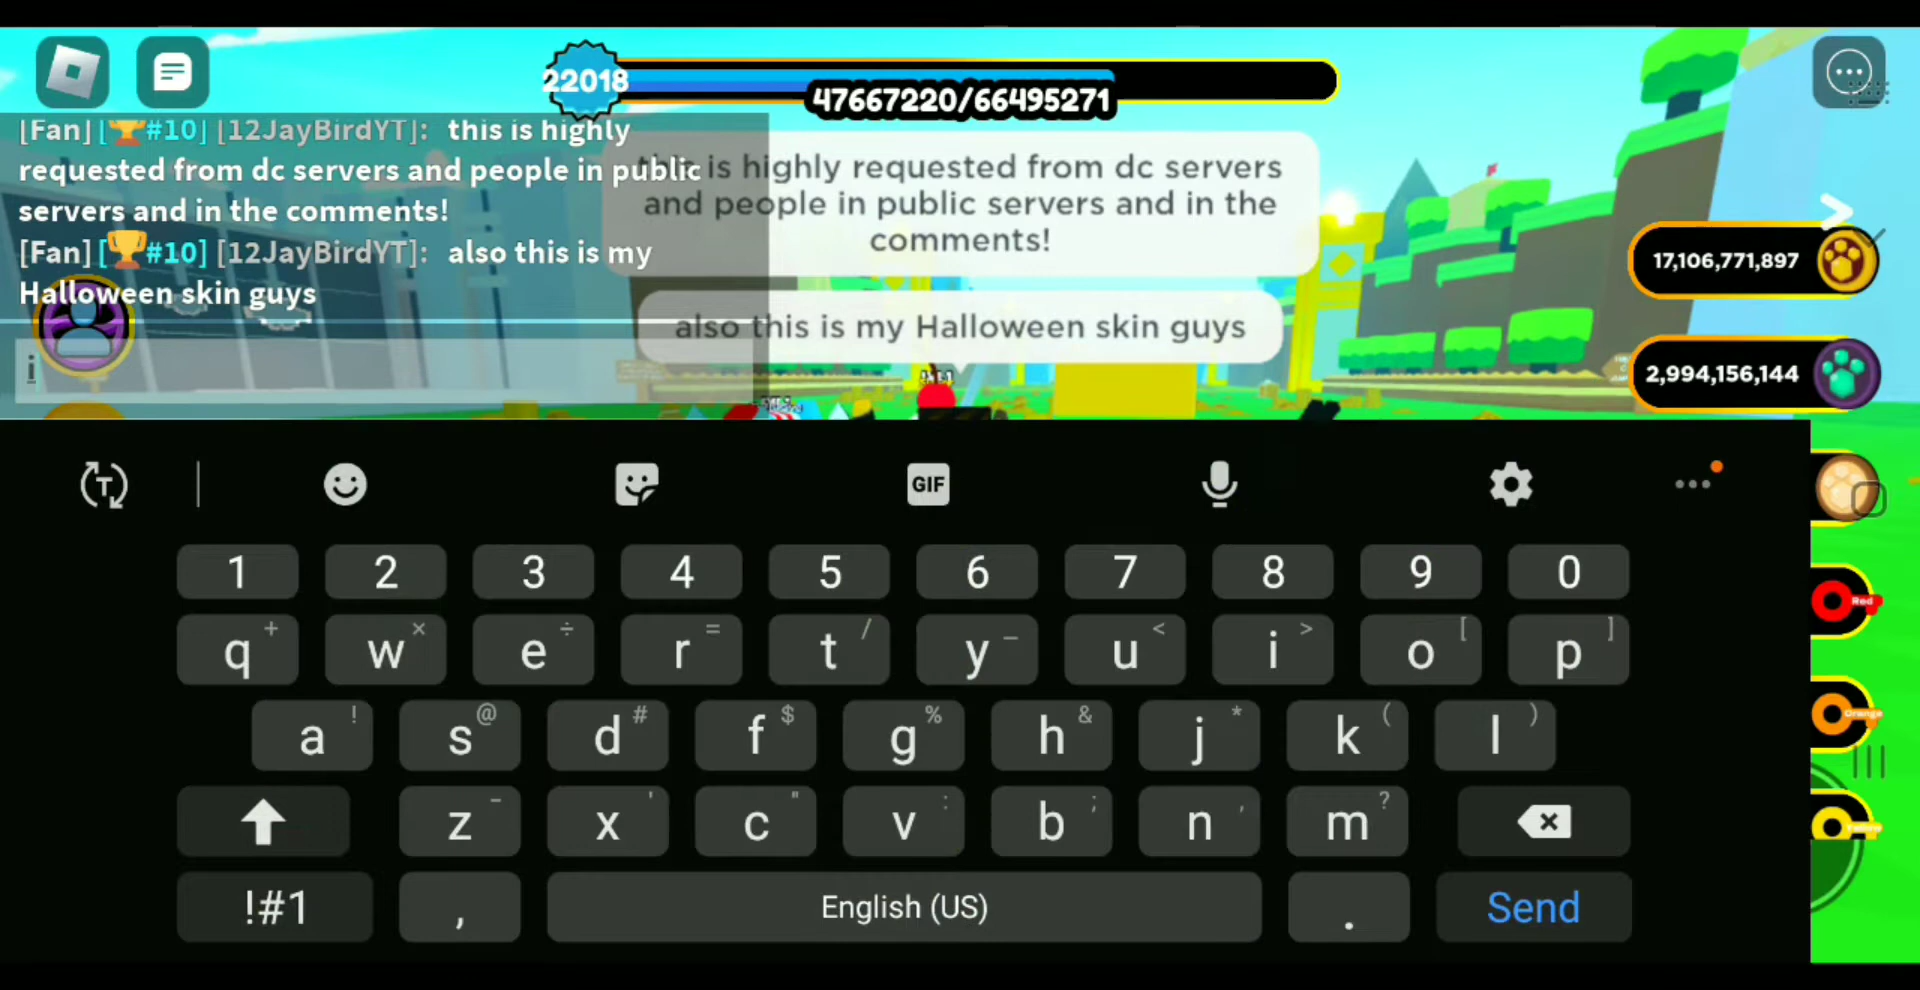 22018
47667220/66495271
[Fan] [🏆#10] [12JayBirdYT]: this is highly
requested from dc servers and people in public
servers and in the comments!
[Fan] [🏆#10] [12JayBirdYT]: also this is my
Halloween skin guys
i
is highly requested from dc servers
and people in public servers and in the
comments!
also this is my Halloween skin guys
17,106,771,897
2,994,156,144
Red
Orange
Yellow
T
GIF
1 2 3 4 5 6 7 8 9 0
q + w × e ÷ r = t / y _ u < i > o [ p ]
a ! s @ d # f $ g % h & j * k ( l )
z - x ' c " v : b ; n , m ?
!#1 , English (US) . Send